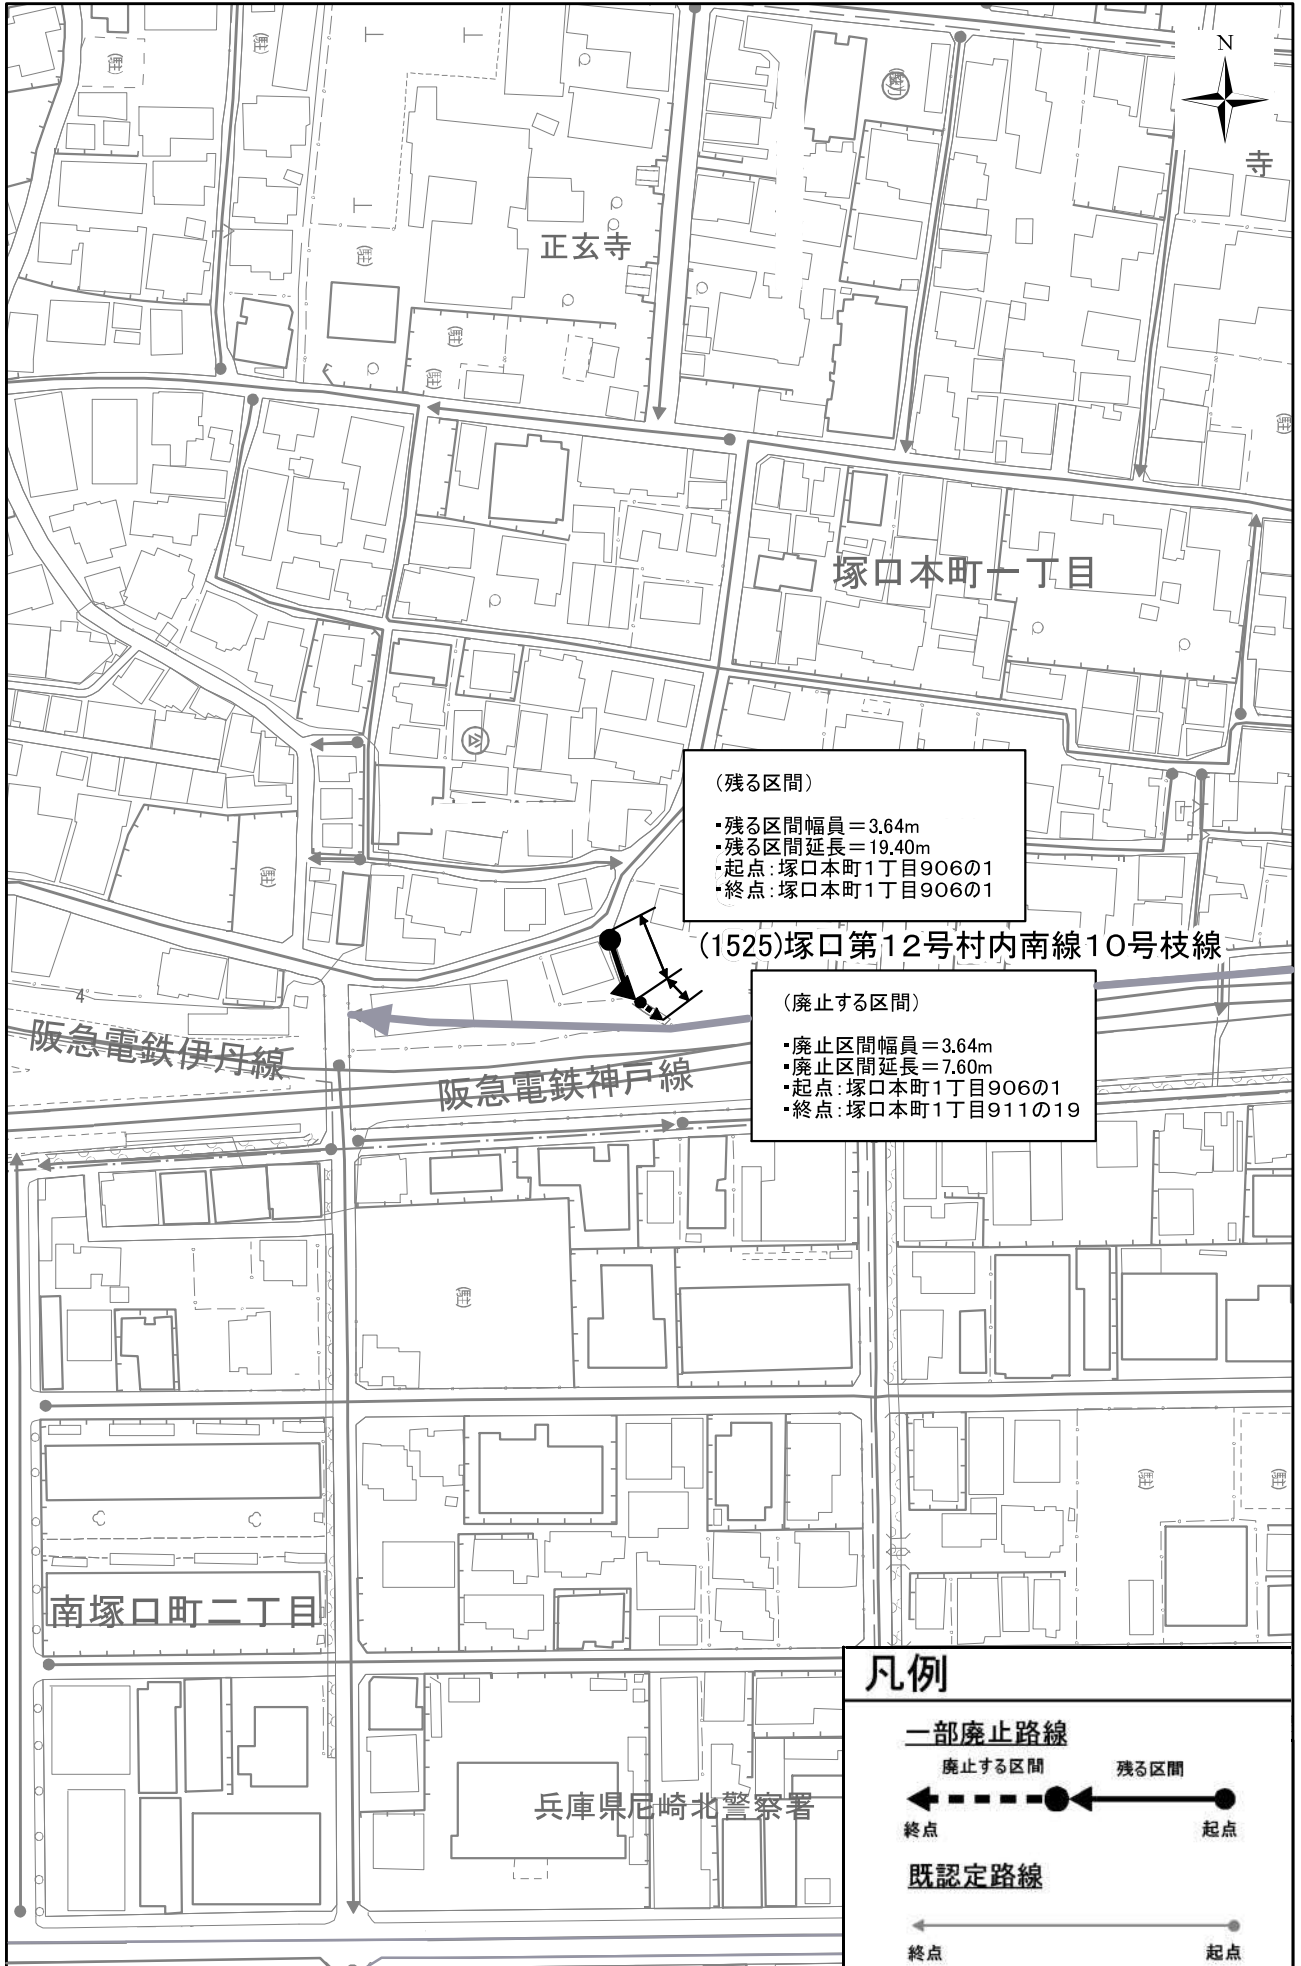 N
寺
正玄寺
塚口本町一丁目
(残る区間)
・残る区間幅員=3.64m
・残る区間延長=19.40m
・起点:塚口本町1丁目906の1
・終点:塚口本町1丁目906の1
(1525)塚口第12号村内南線10号枝線
(廃止する区間)
・廃止区間幅員=3.64m
・廃止区間延長=7.60m
・起点:塚口本町1丁目906の1
・終点:塚口本町1丁目911の19
4
阪急電鉄伊丹線
阪急電鉄神戸線
南塚口町二丁目
兵庫県尼崎北警察署
凡例
一部廃止路線
廃止する区間 残る区間
終点 起点
既認定路線
終点 起点